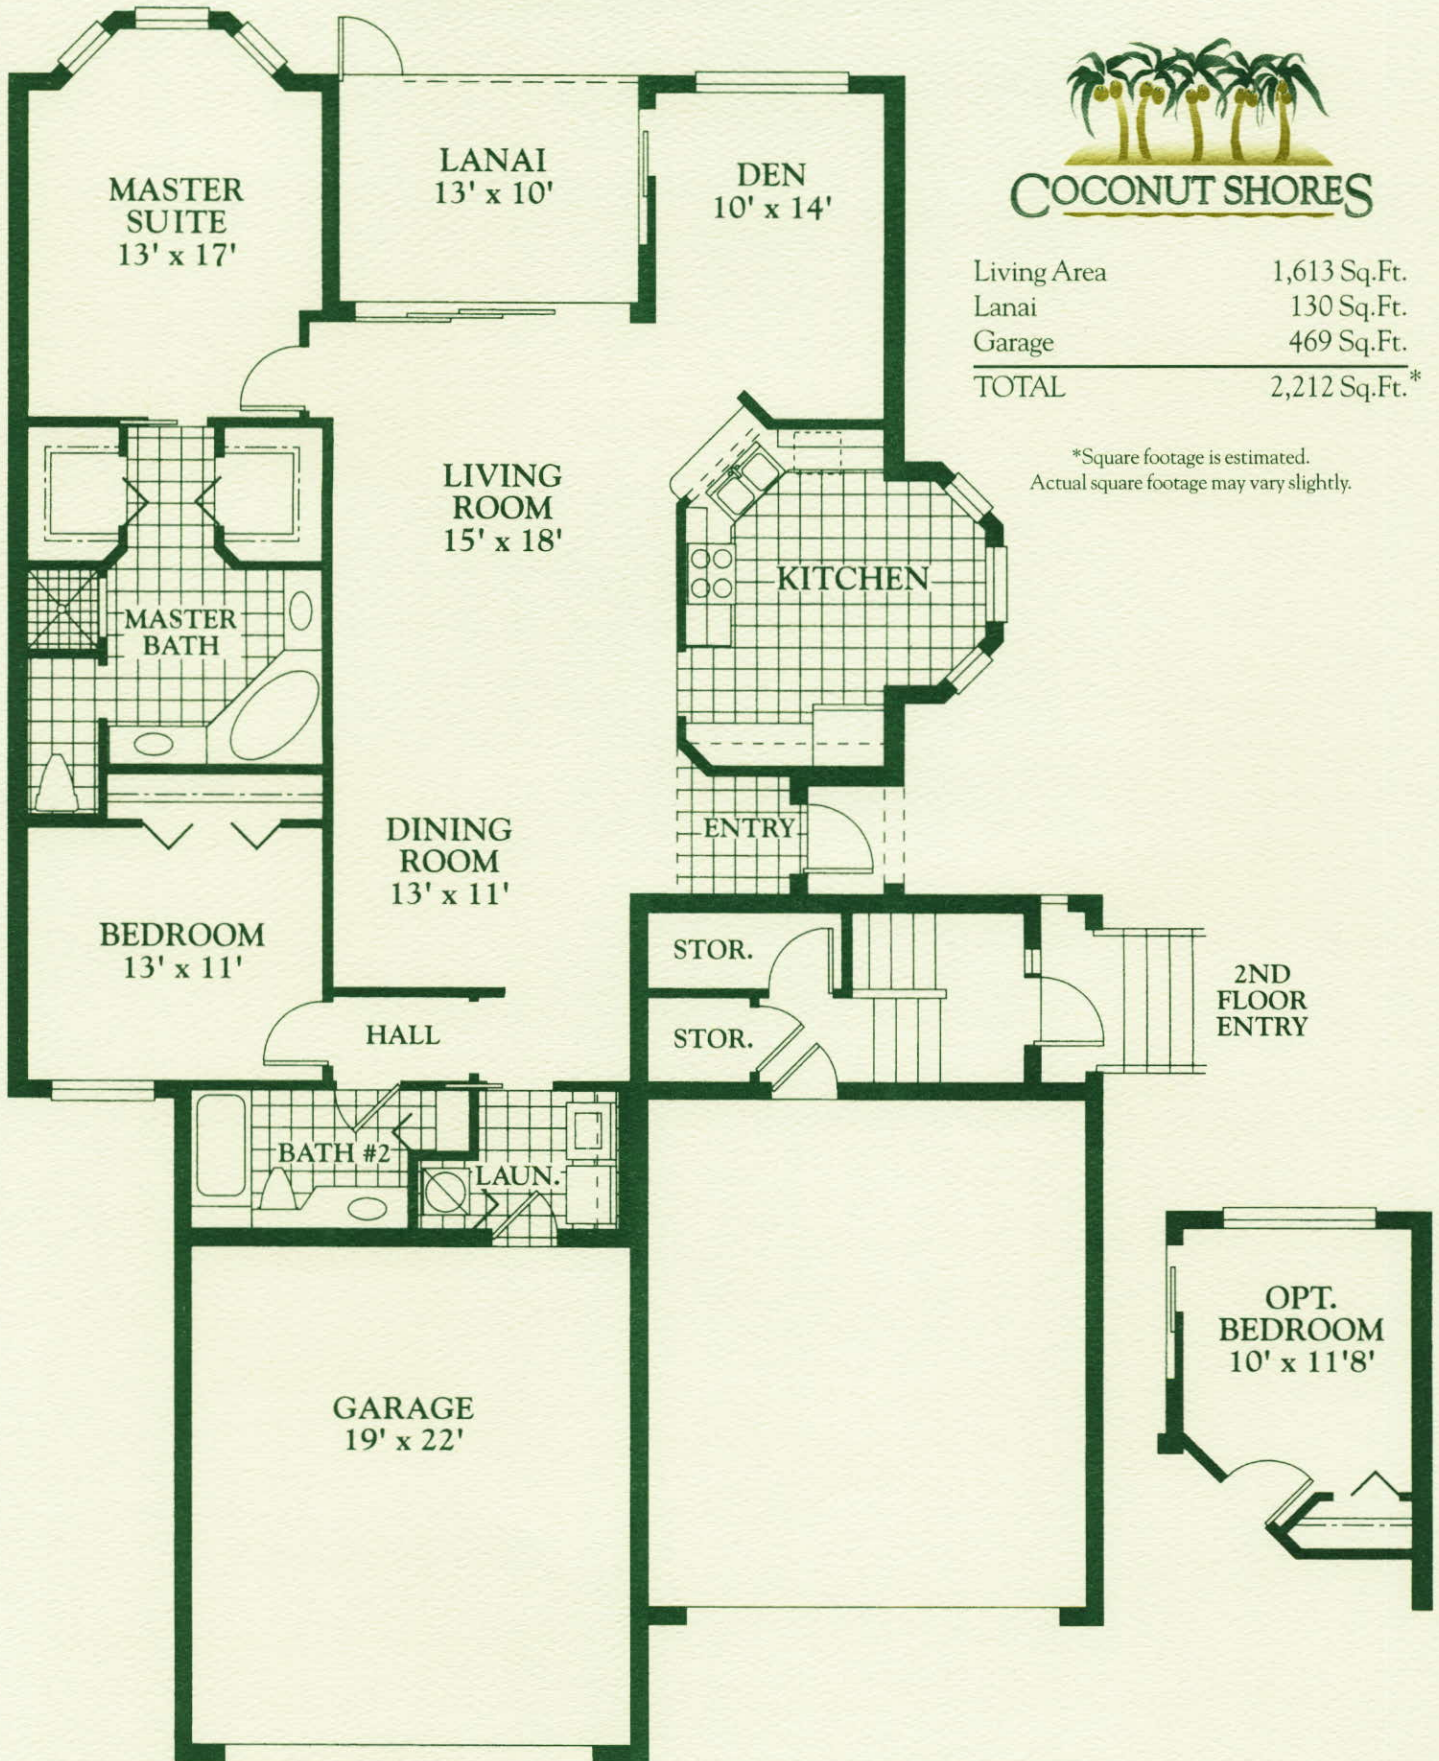 COCONUT SHORES
Living Area 1,613 Sq.Ft.
Lanai 130 Sq.Ft.
Garage 469 Sq.Ft.
TOTAL 2,212 Sq.Ft.*
*Square footage is estimated.
Actual square footage may vary slightly.
MASTER
SUITE
13' x 17'
LANAI
13' x 10'
DEN
10' x 14'
LIVING
ROOM
15' x 18'
KITCHEN
MASTER
BATH
DINING
ROOM
13' x 11'
ENTRY
BEDROOM
13' x 11'
STOR.
STOR.
2ND
FLOOR
ENTRY
HALL
BATH #2
LAUN.
GARAGE
19' x 22'
OPT.
BEDROOM
10' x 11'8'